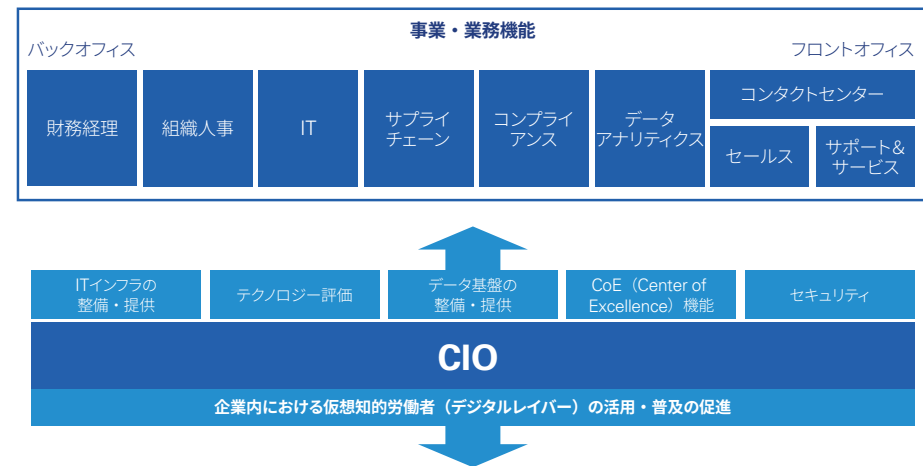 事業・業務機能
バックオフィス
フロントオフィス
財務経理
組織人事
IT
サプライ
チェーン
コンプライ
アンス
データ
アナリティクス
コンタクトセンター
セールス
サポート&
サービス
ITインフラの
整備・提供
テクノロジー評価
データ基盤の
整備・提供
CoE（Center of
Excellence）機能
セキュリティ
CIO
企業内における仮想知的労働者（デジタルレイバー）の活用・普及の促進